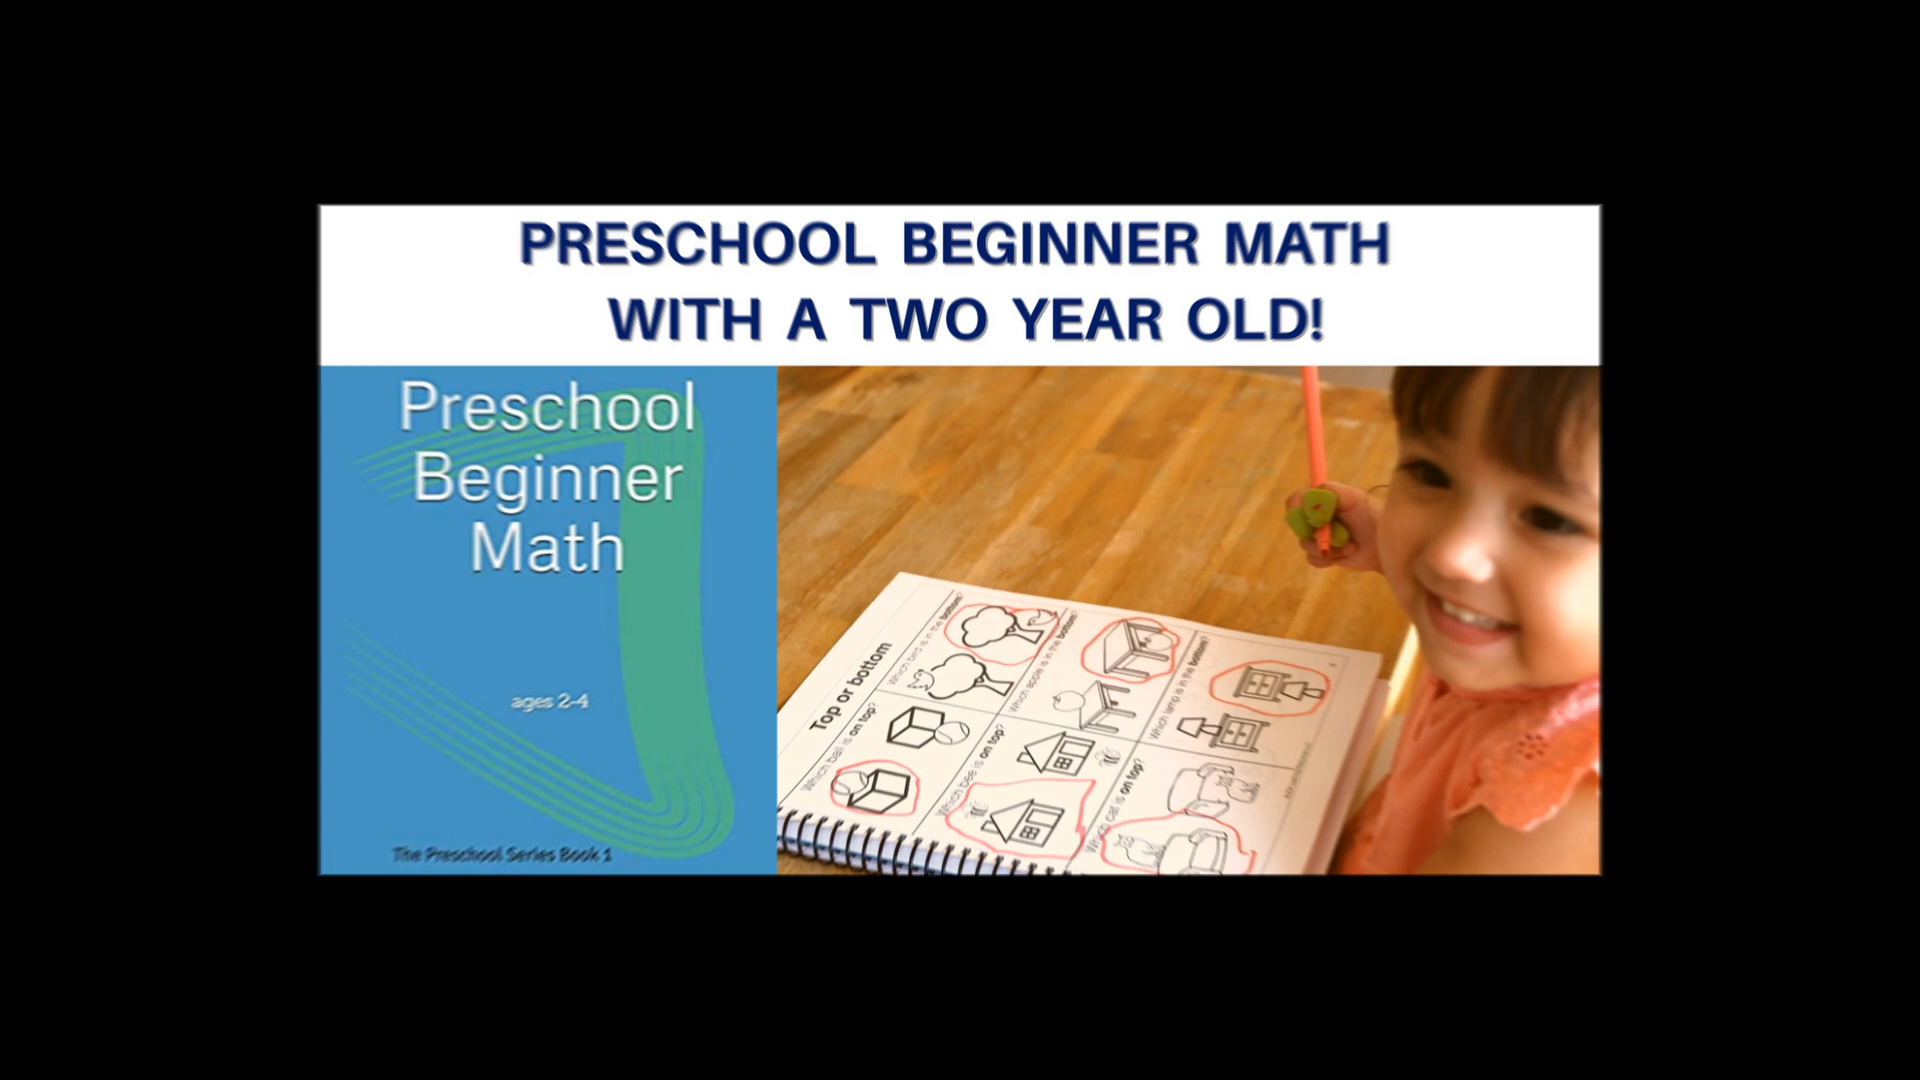 PRESCHOOL BEGINNER MATH
WITH A TWO YEAR OLD!
Preschool
Beginner
Math
ages 2-4
The Preschool Series Book 1
Top or bottom
Which ball is on top?
Which bird is in the bottom?
Which bee is on top?
Which apple is in the bottom?
Which cat is on top?
Which lamp is in the bottom?